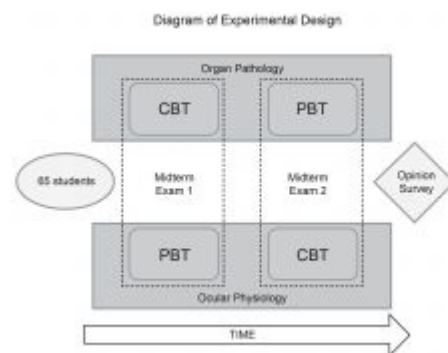 Diagram of Experimental Design
Organ Pathology
CBT
PBT
65 students
Midterm
Exam 1
Midterm
Exam 2
Opinion
Survey
PBT
CBT
Ocular Physiology
TIME